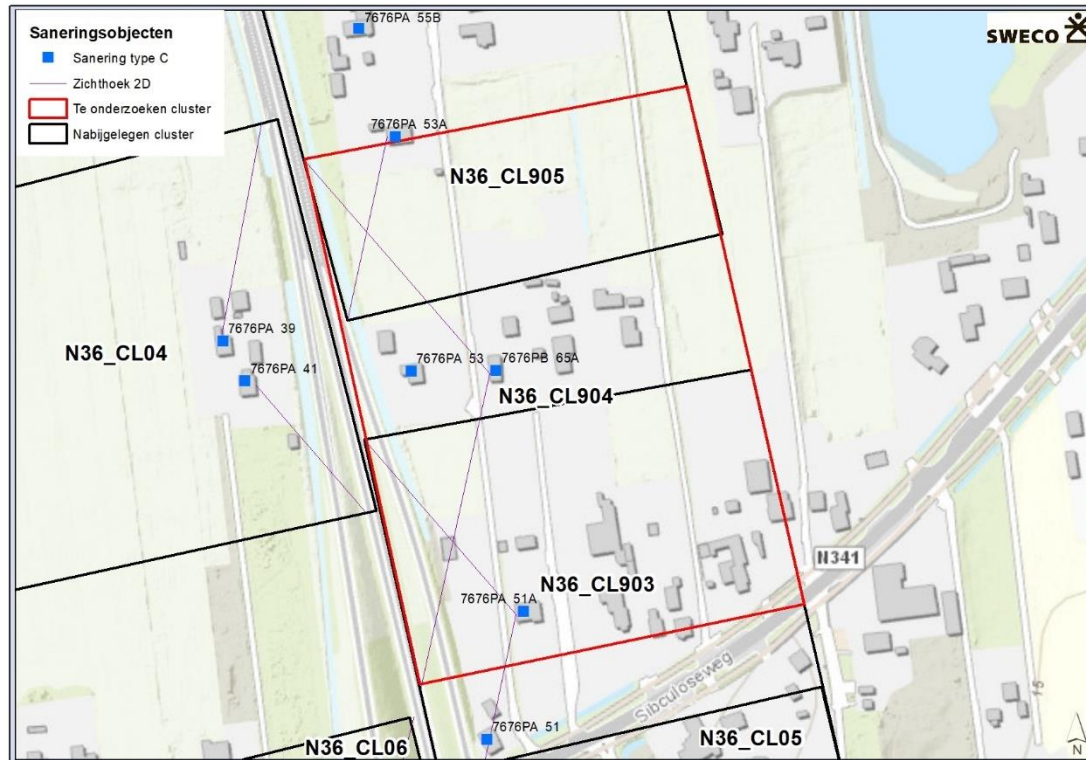 Saneringsobjecten
Sanering type C
Zichthoek 2D
Te onderzoeken cluster
Nabijgelegen cluster
SWECO
7676PA 55B
7676PA 53A
N36_CL905
7676PA 39
N36_CL04
7676PA 41
7676PA 53
7676PB 65A
N36_CL904
N341
N36_CL903
7676PA 51A
Sibculoseweg
15
7676PA 51
N36_CL06
N36_CL05
N